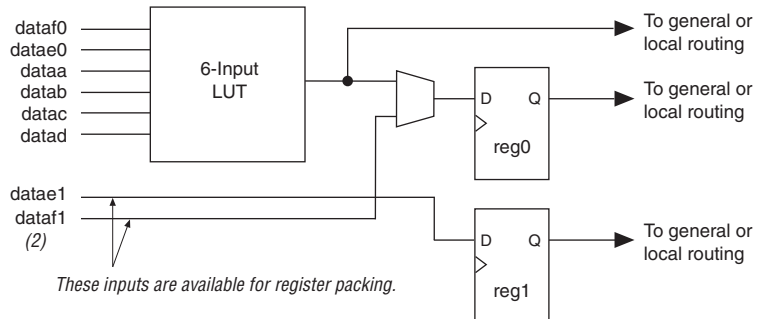 dataf0
datae0
dataa
datab
datac
datad
6-Input
LUT
To general or
local routing
D Q
reg0
To general or
local routing
datae1
dataf1
(2)
D Q
reg1
To general or
local routing
These inputs are available for register packing.